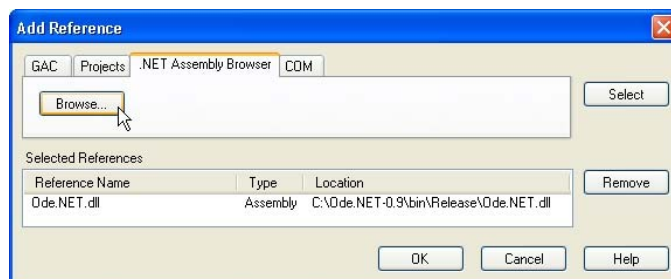 Add Reference
GAC Projects .NET Assembly Browser COM
Browse...
Select
Selected References
Reference Name Type Location
Ode.NET.dll Assembly C:\Ode.NET-0.9\bin\Release\Ode.NET.dll
Remove
OK Cancel Help